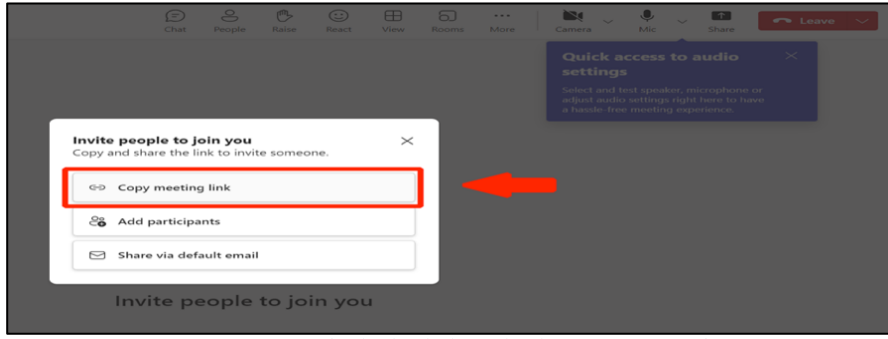 Chat People Raise React View Rooms More Camera Mic Share Leave
Quick access to audio
settings
Select and test speaker, microphone or
adjust audio settings right here to have
a hassle-free meeting experience.
Invite people to join you
Copy and share the link to invite someone.
Copy meeting link
Add participants
Share via default email
Invite people to join you